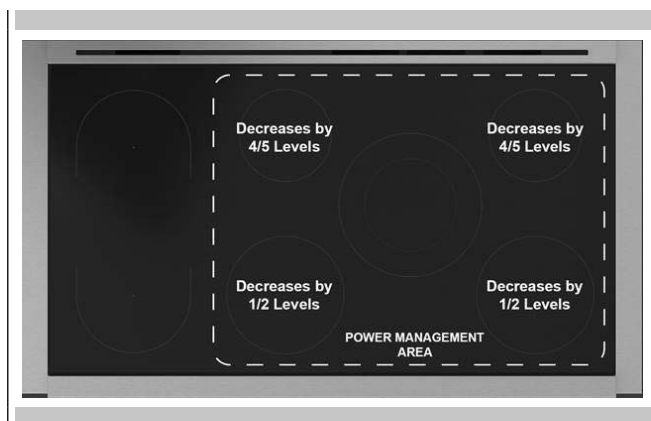 Decreases by
4/5 Levels
Decreases by
4/5 Levels
Decreases by
1/2 Levels
Decreases by
1/2 Levels
POWER MANAGEMENT
AREA